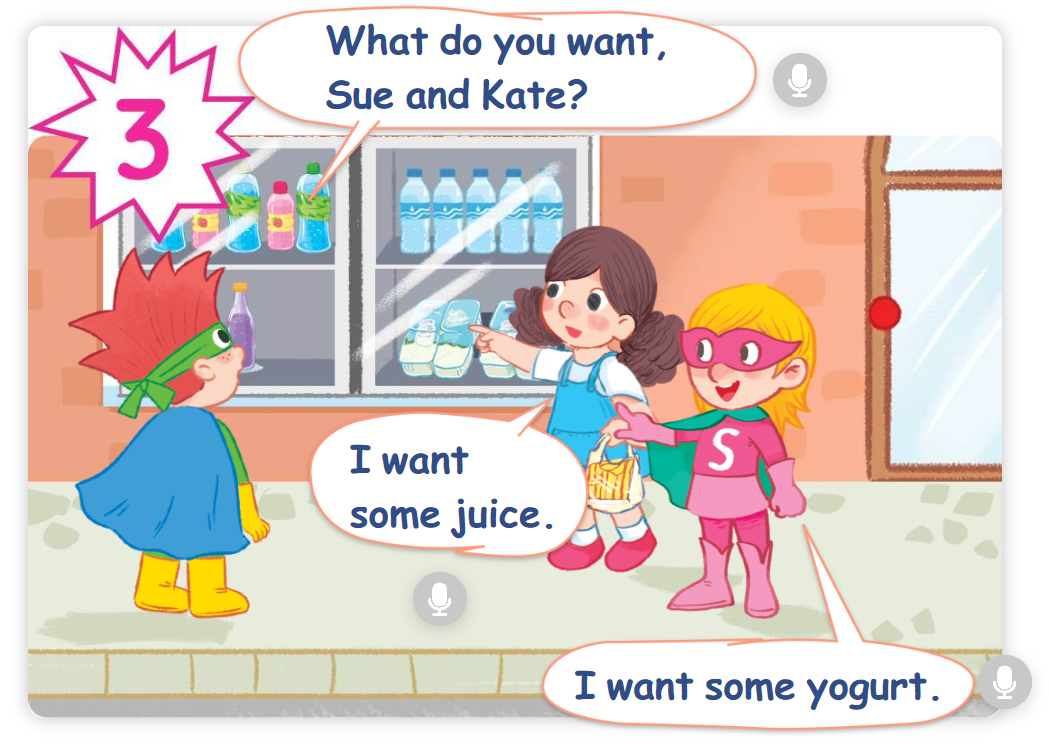 3
What do you want,
Sue and Kate?
I want
some juice.
S
I want some yogurt.